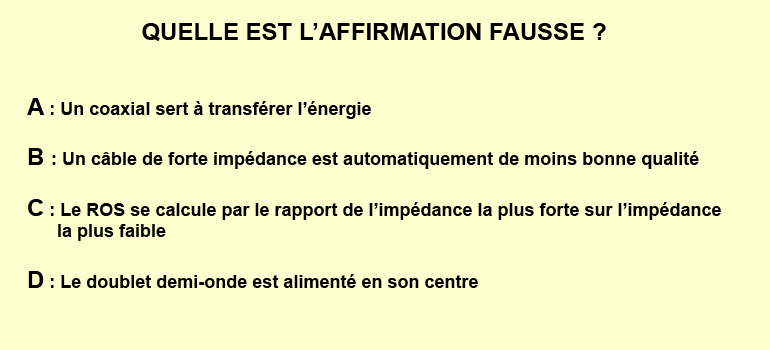 QUELLE EST L’AFFIRMATION FAUSSE ?
A : Un coaxial sert à transférer l’énergie
B : Un câble de forte impédance est automatiquement de moins bonne qualité
C : Le ROS se calcule par le rapport de l’impédance la plus forte sur l’impédance
la plus faible
D : Le doublet demi-onde est alimenté en son centre